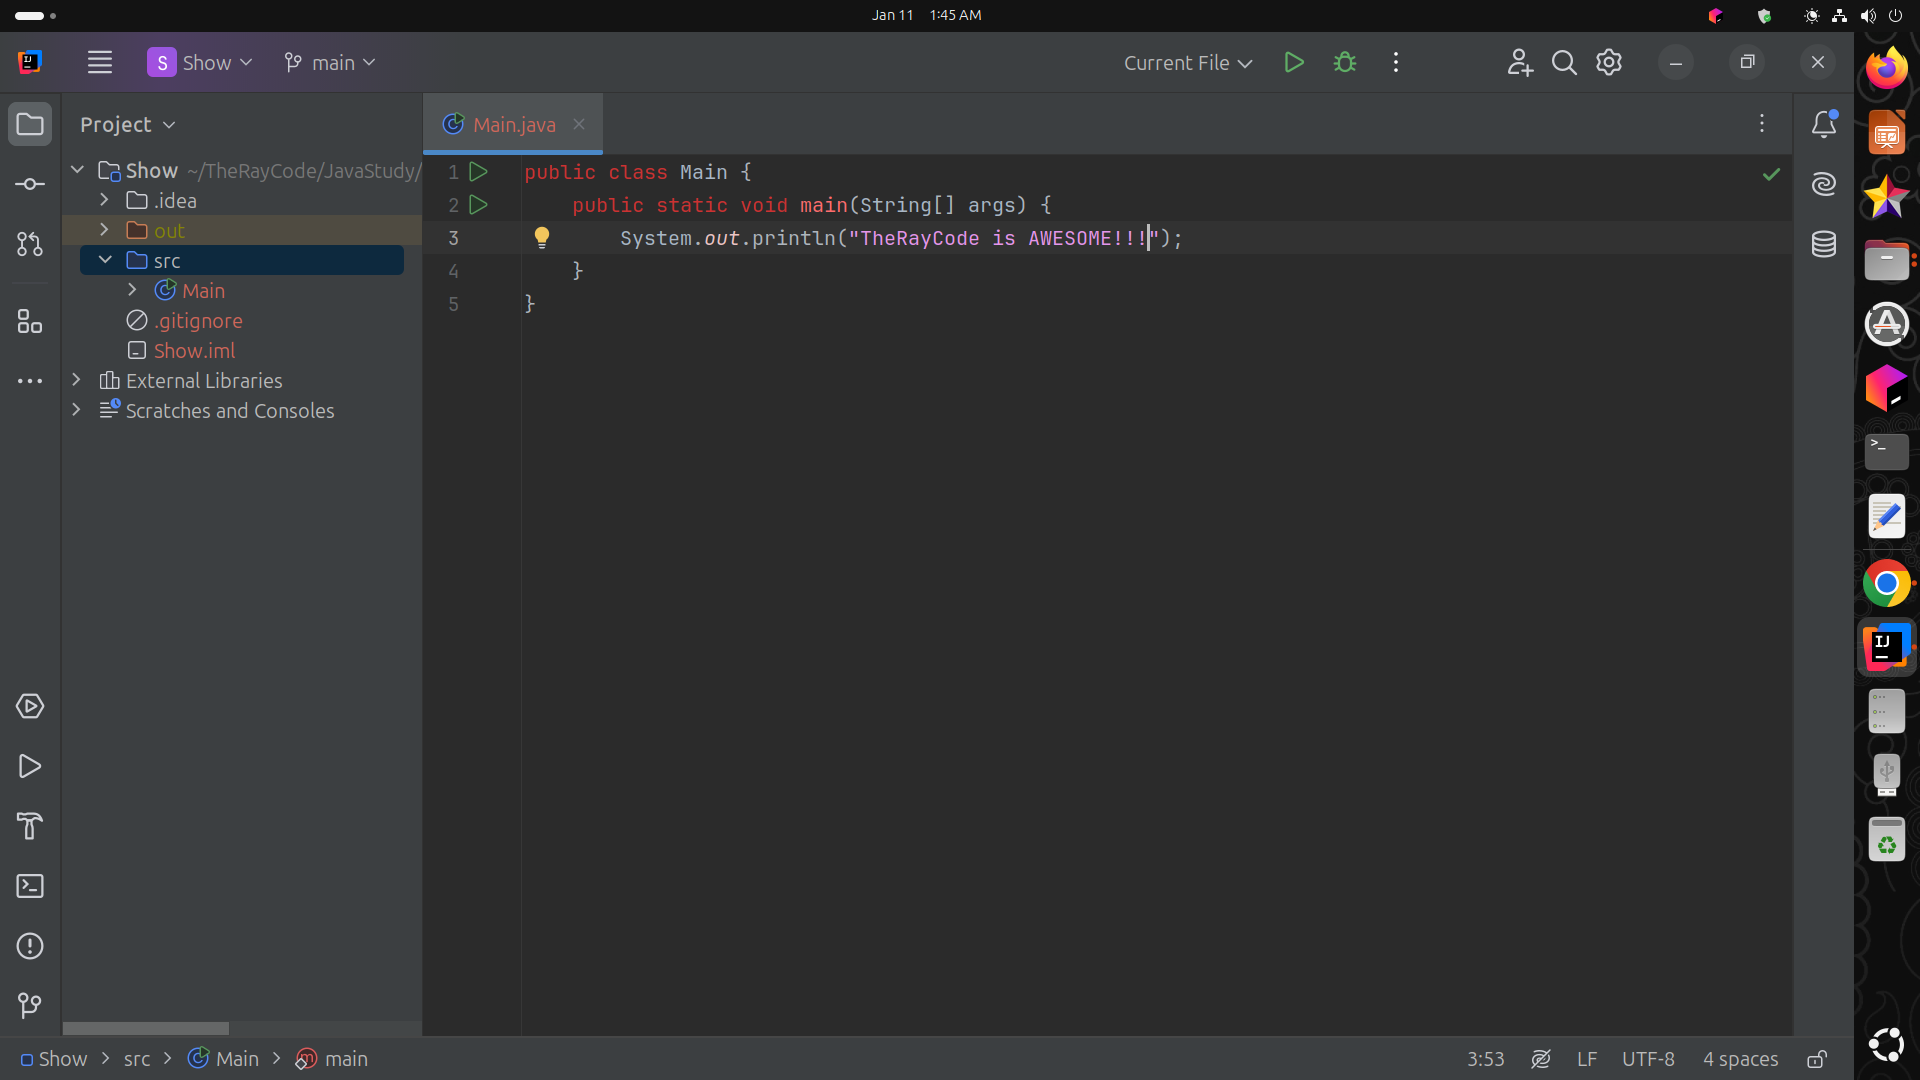 Jan 11 1:45 AM
IJ
S Show main
Current File
Project
Main.java
Show ~/TheRayCode/JavaStudy/
.idea
out
src
Main
.gitignore
Show.iml
External Libraries
Scratches and Consoles
1 public class Main {
2 public static void main(String[] args) {
3 System.out.println("TheRayCode is AWESOME!!!");
4 }
5 }
>_
IJ
Show > src > Main > m main
3:53 LF UTF-8 4 spaces